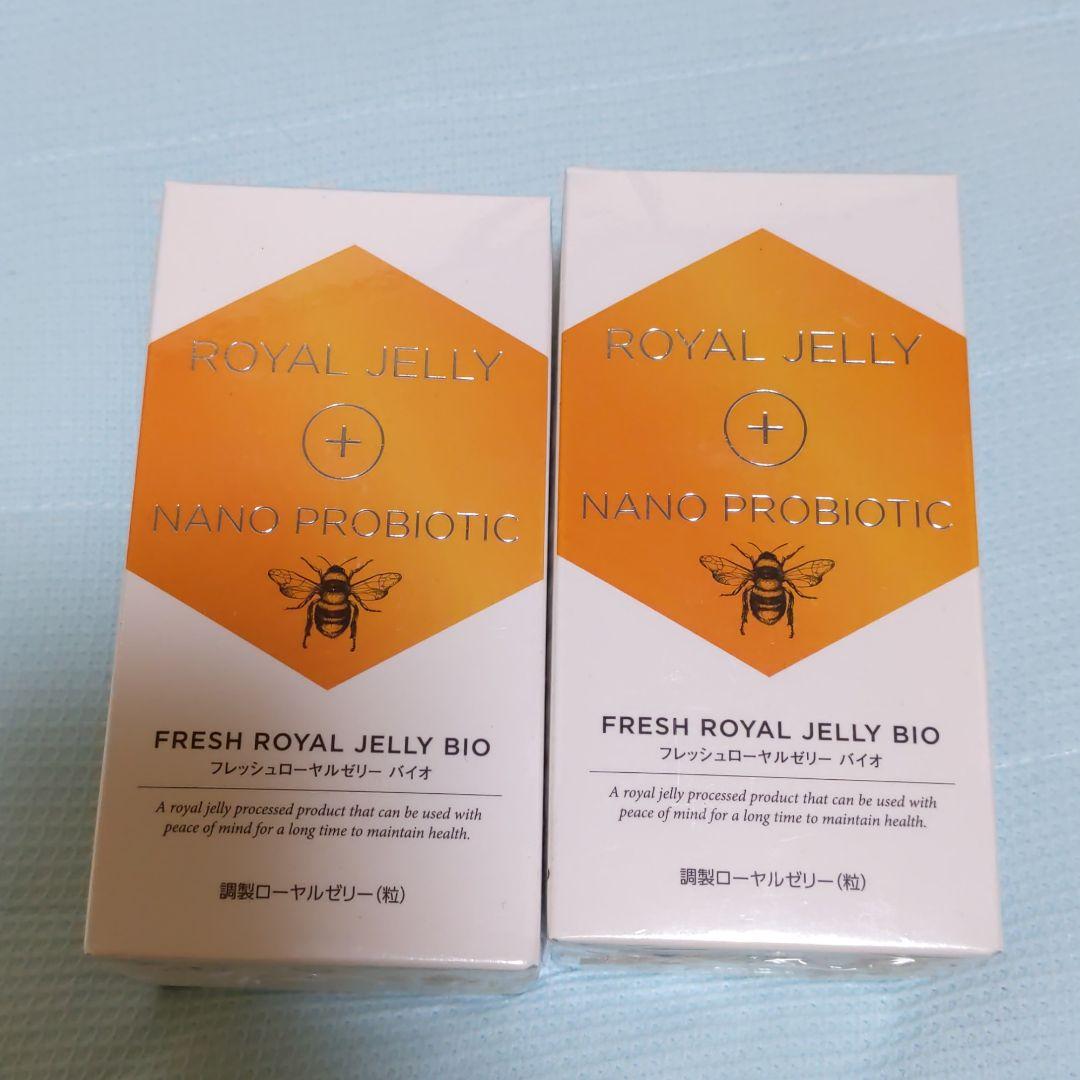 ROYAL JELLY
+
NANO PROBIOTIC
FRESH ROYAL JELLY BIO
フレッシュローヤルゼリー バイオ
A royal jelly processed product that can be used with
peace of mind for a long time to maintain health.
調製ローヤルゼリー(粒)
ROYAL JELLY
+
NANO PROBIOTIC
FRESH ROYAL JELLY BIO
フレッシュローヤルゼリー バイオ
A royal jelly processed product that can be used with
peace of mind for a long time to maintain health.
調製ローヤルゼリー(粒)